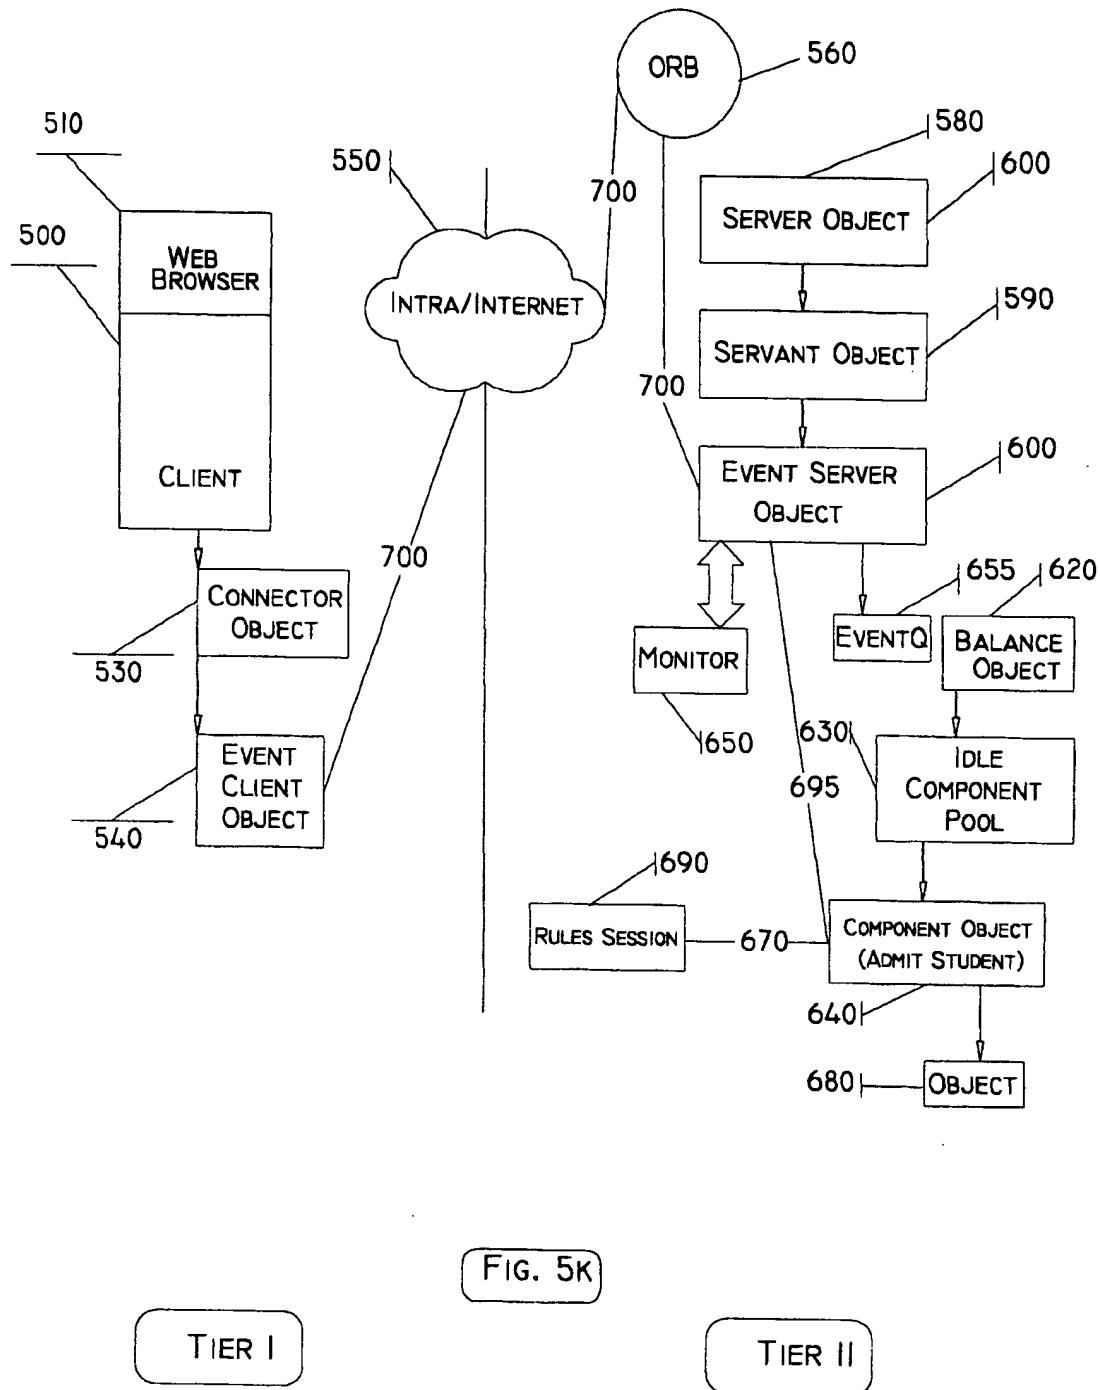 ORB
560
510
550
580
700
600
500
WEB
BROWSER
SERVER OBJECT
INTRA/INTERNET
590
SERVANT OBJECT
700
600
CLIENT
EVENT SERVER
OBJECT
700
655
620
CONNECTOR
OBJECT
EVENTQ
BALANCE
OBJECT
530
MONITOR
650
630
EVENT
CLIENT
OBJECT
IDLE
COMPONENT
POOL
695
540
690
RULES SESSION
670
COMPONENT OBJECT
(ADMIT STUDENT)
640
680
OBJECT
FIG. 5K
TIER I
TIER II